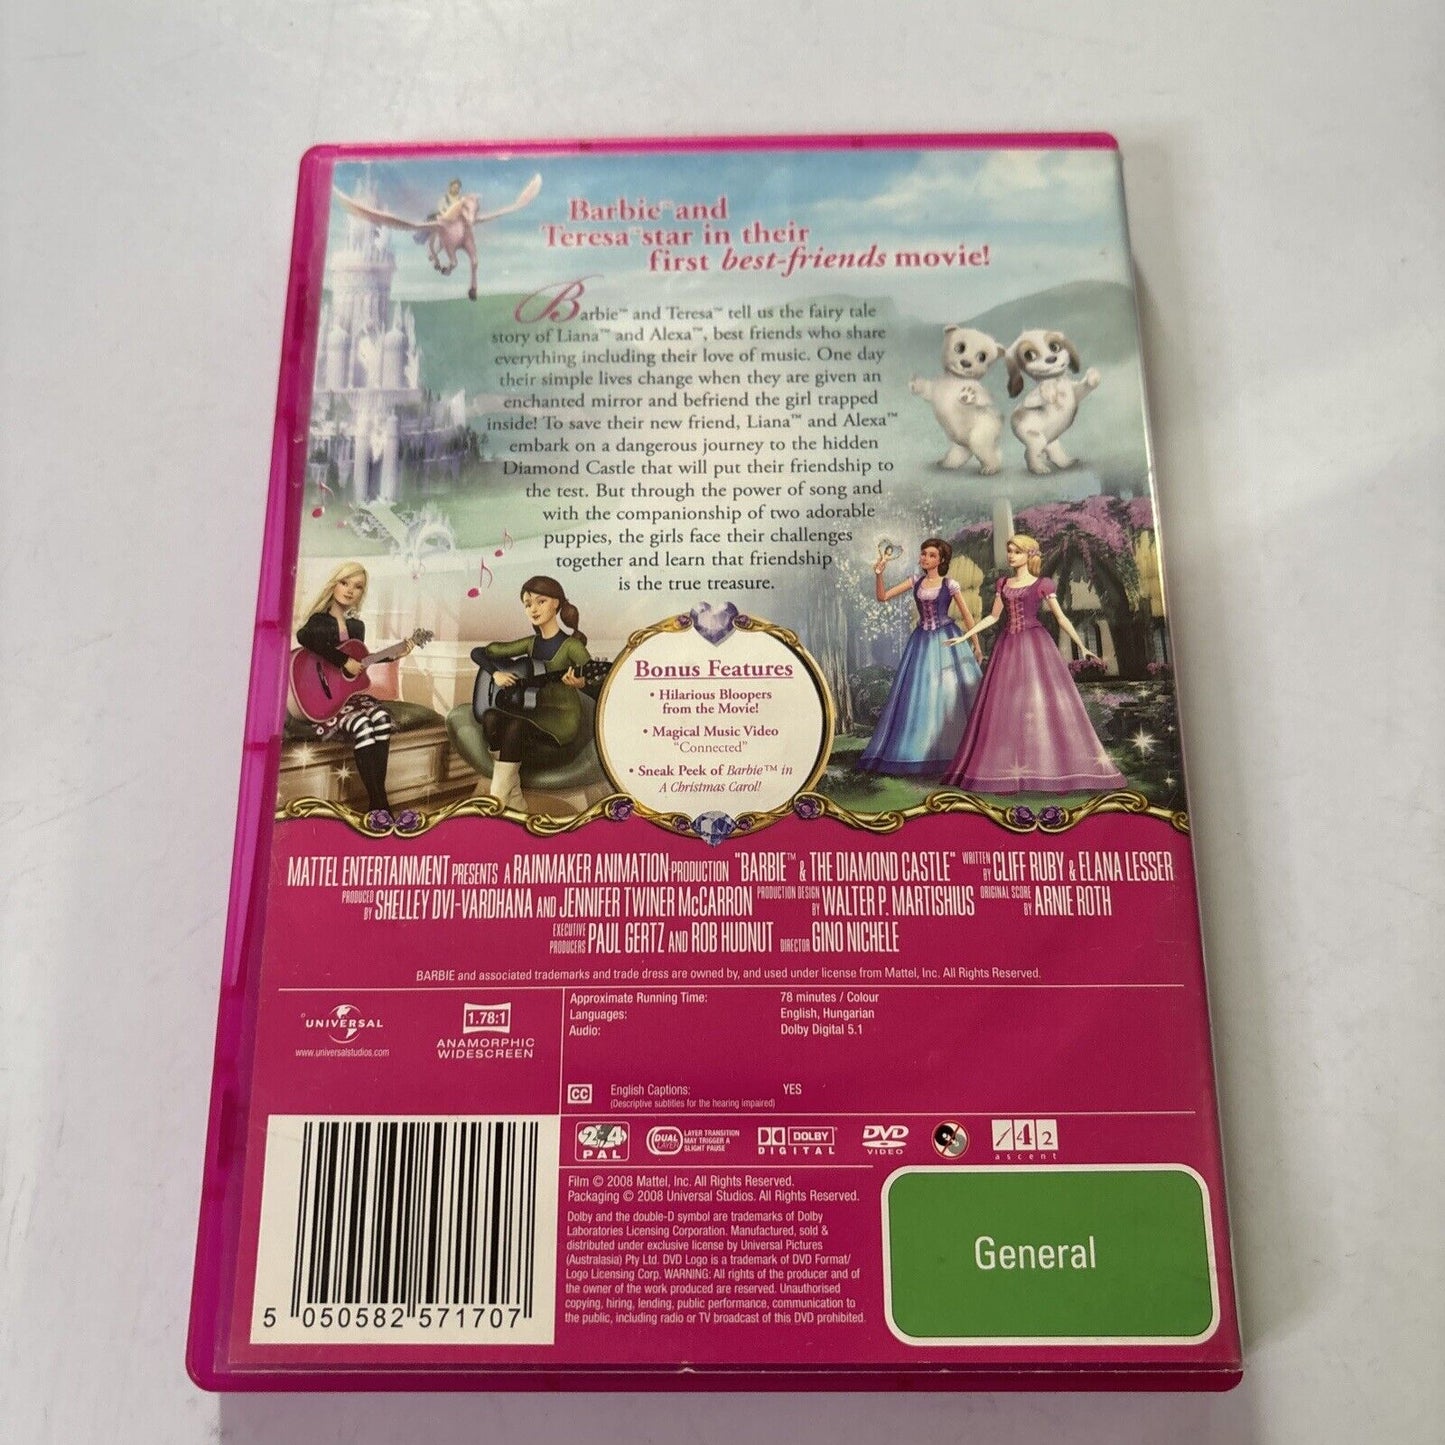 Barbie™ and
Teresa™ star in their
first best-friends movie!
Barbie™ and Teresa™ tell us the fairy tale
story of Liana™ and Alexa™, best friends who share
everything including their love of music. One day
their simple lives change when they are given an
enchanted mirror and befriend the girl trapped
inside! To save their new friend, Liana™ and Alexa™
embark on a dangerous journey to the hidden
Diamond Castle that will put their friendship to
the test. But through the power of song and
with the companionship of two adorable
puppies, the girls face their challenges
together and learn that friendship
is the true treasure.
Bonus Features
• Hilarious Bloopers
from the Movie!
• Magical Music Video
"Connected"
• Sneak Peek of Barbie™ in
A Christmas Carol!
MATTEL ENTERTAINMENT PRESENTS A RAINMAKER ANIMATION PRODUCTION "BARBIE™ & THE DIAMOND CASTLE" WRITTEN BY CLIFF RUBY & ELANA LESSER
PRODUCED BY SHELLEY DVI-VARDHANA AND JENNIFER TWINER McCARRON PRODUCTION DESIGN BY WALTER P. MARTISHIUS ORIGINAL SCORE BY ARNIE ROTH
EXECUTIVE PRODUCERS PAUL GERTZ AND ROB HUDNUT DIRECTOR GINO NICHELE
BARBIE and associated trademarks and trade dress are owned by, and used under license from Mattel, Inc. All Rights Reserved.
UNIVERSAL
www.universalstudios.com
1.78:1
ANAMORPHIC
WIDESCREEN
Approximate Running Time: 78 minutes / Colour
Languages: English, Hungarian
Audio: Dolby Digital 5.1
CC English Captions: YES
(Descriptive subtitles for the hearing impaired)
2 4
PAL
DUAL LAYER
LAYER TRANSITION
MAY TRIGGER A
SLIGHT PAUSE
DOLBY
DIGITAL
DVD
VIDEO
/ 4 2
ascent
Film © 2008 Mattel, Inc. All Rights Reserved.
Packaging © 2008 Universal Studios. All Rights Reserved.
Dolby and the double-D symbol are trademarks of Dolby
Laboratories Licensing Corporation. Manufactured, sold &
distributed under exclusive license by Universal Pictures
(Australasia) Pty Ltd. DVD Logo is a trademark of DVD Format/
Logo Licensing Corp. WARNING: All rights of the producer and of
the owner of the work produced are reserved. Unauthorised
copying, hiring, lending, public performance, communication to
the public, including radio or TV broadcast of this DVD prohibited.
General
5 050582 571707